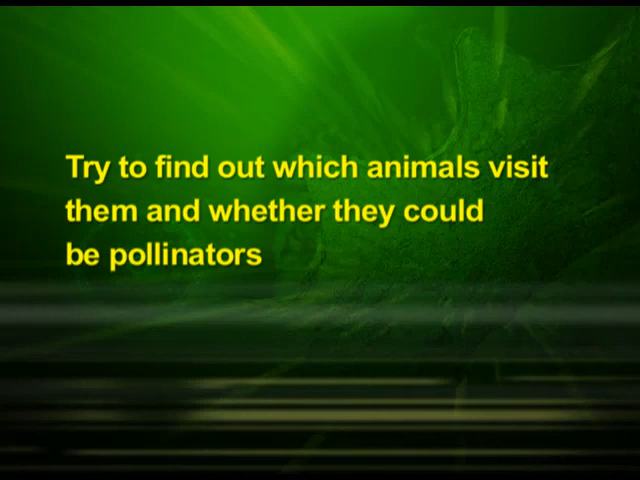 Try to find out which animals visit
them and whether they could
be pollinators